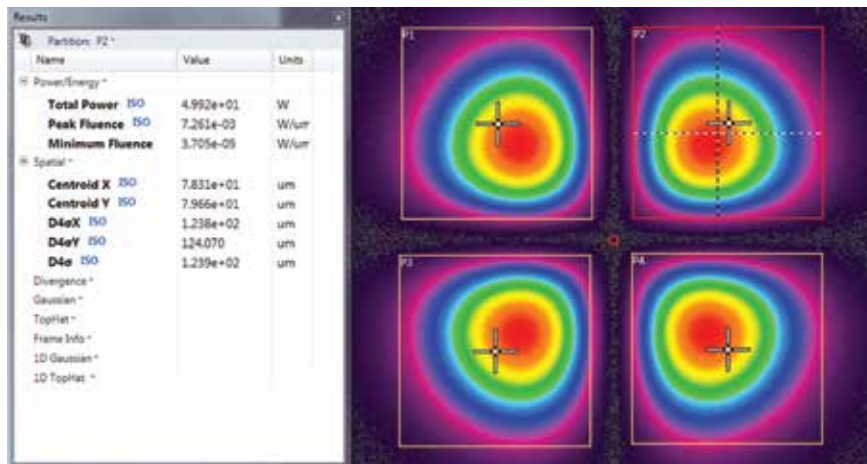 Results
Partition: P2
Name Value Units
Power/Energy
Total Power ISO 4.992e+01 W
Peak Fluence ISO 7.261e-03 W/um
Minimum Fluence 3.705e-05 W/um
Spatial
Centroid X ISO 7.831e+01 um
Centroid Y ISO 7.966e+01 um
D4σX ISO 1.238e+02 um
D4σY ISO 124.070 um
D4σ ISO 1.239e+02 um
Divergence
Gaussian
TopHat
Frame Info
1D Gaussian
1D TopHat
P1
P2
P3
P4